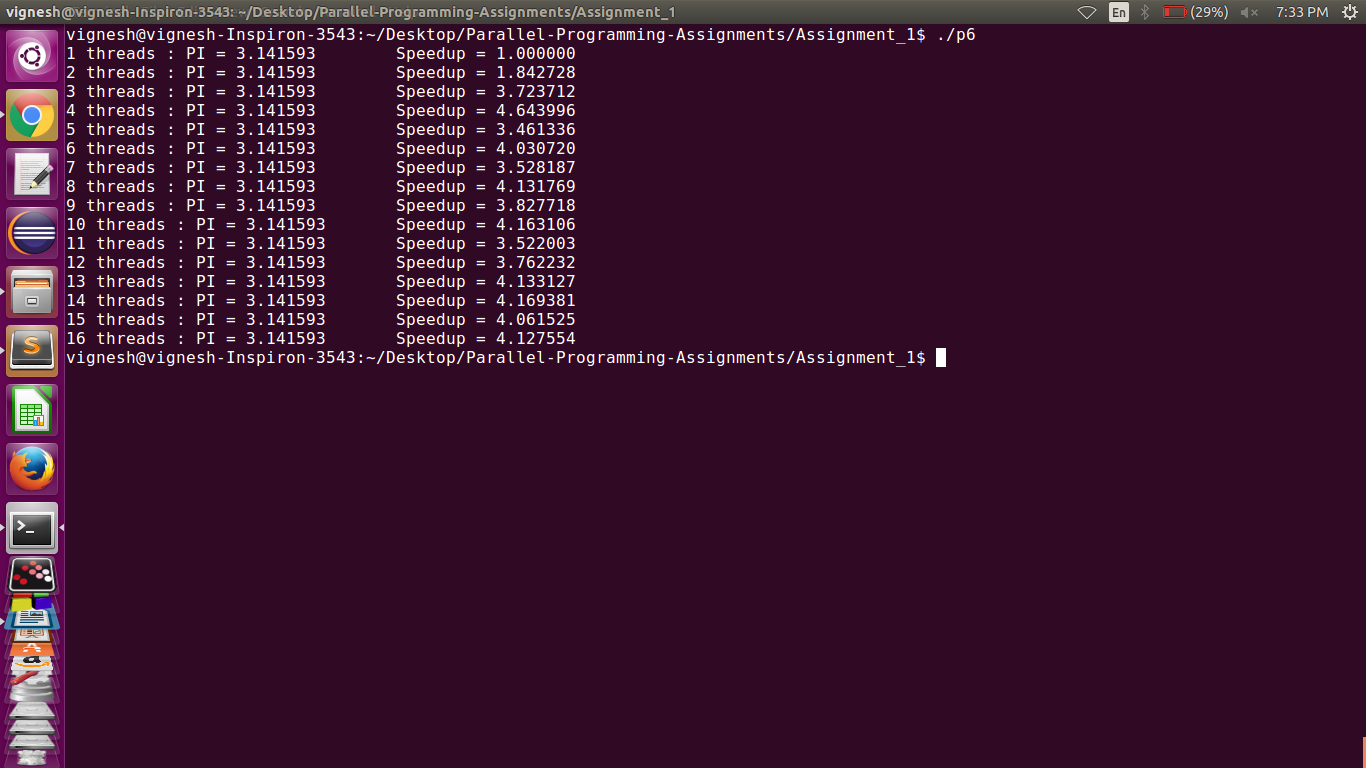 vignesh@vignesh-Inspiron-3543: ~/Desktop/Parallel-Programming-Assignments/Assignment_1
En (29%) 7:33 PM
vignesh@vignesh-Inspiron-3543:~/Desktop/Parallel-Programming-Assignments/Assignment_1$ ./p6
1 threads : PI = 3.141593        Speedup = 1.000000
2 threads : PI = 3.141593        Speedup = 1.842728
3 threads : PI = 3.141593        Speedup = 3.723712
4 threads : PI = 3.141593        Speedup = 4.643996
5 threads : PI = 3.141593        Speedup = 3.461336
6 threads : PI = 3.141593        Speedup = 4.030720
7 threads : PI = 3.141593        Speedup = 3.528187
8 threads : PI = 3.141593        Speedup = 4.131769
9 threads : PI = 3.141593        Speedup = 3.827718
10 threads : PI = 3.141593       Speedup = 4.163106
11 threads : PI = 3.141593       Speedup = 3.522003
12 threads : PI = 3.141593       Speedup = 3.762232
13 threads : PI = 3.141593       Speedup = 4.133127
14 threads : PI = 3.141593       Speedup = 4.169381
15 threads : PI = 3.141593       Speedup = 4.061525
16 threads : PI = 3.141593       Speedup = 4.127554
vignesh@vignesh-Inspiron-3543:~/Desktop/Parallel-Programming-Assignments/Assignment_1$